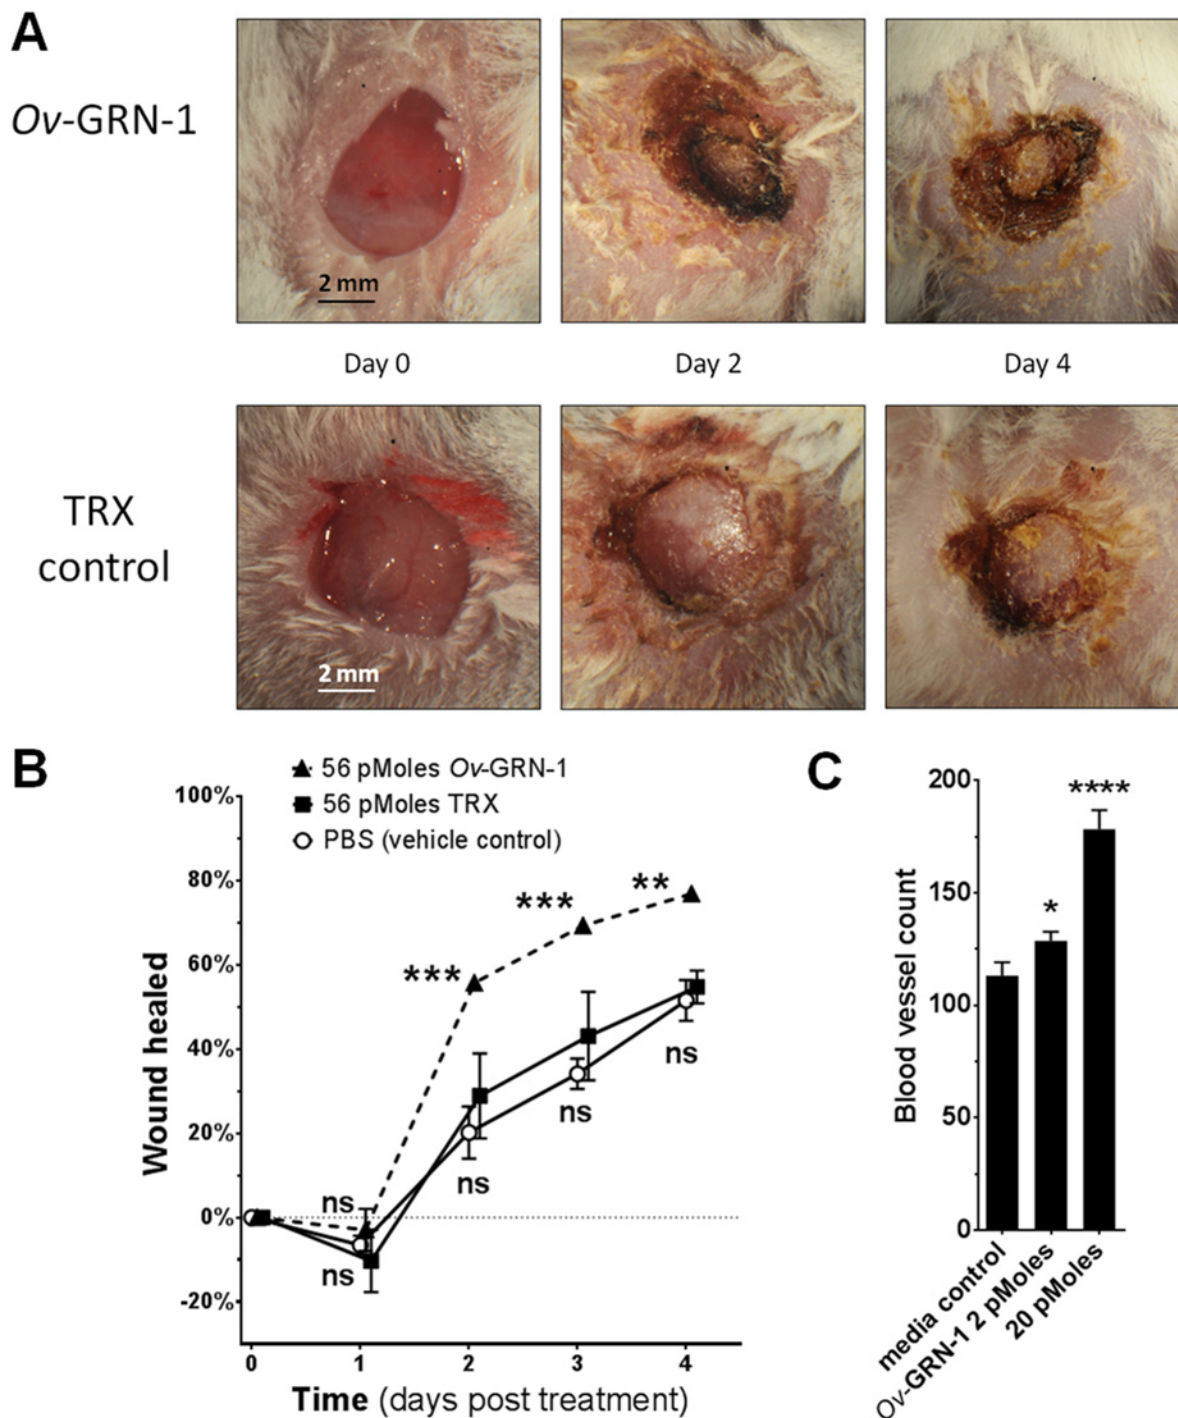 A
Ov-GRN-1
2 mm
Day 0
Day 2
Day 4
TRX
control
2 mm
B
56 pMoles Ov-GRN-1
56 pMoles TRX
PBS (vehicle control)
100%
80%
60%
40%
20%
0%
-20%
Wound healed
*** 
***
**
ns
ns
ns
ns
ns
0 1 2 3 4
Time (days post treatment)
C
200
150
100
50
0
Blood vessel count
*
****
media control
Ov-GRN-1 2 pMoles
20 pMoles